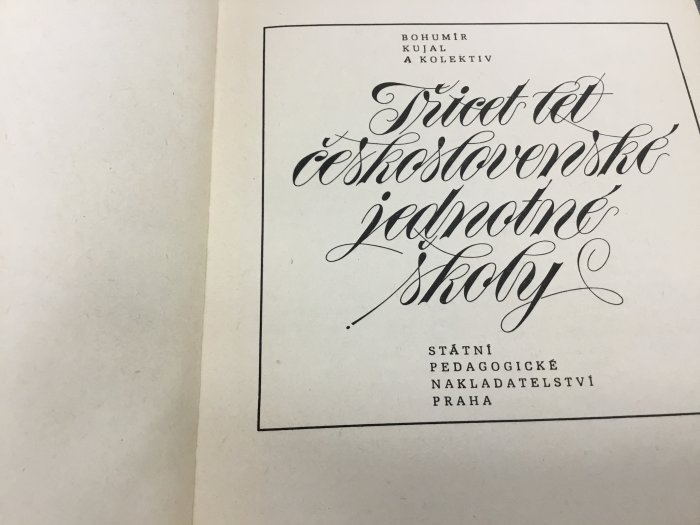 BOHUMÍR
KUJAL
A KOLEKTIV
Třicet let
československé
jednotné
školy
STÁTNÍ
PEDAGOGICKÉ
NAKLADATELSTVÍ
PRAHA